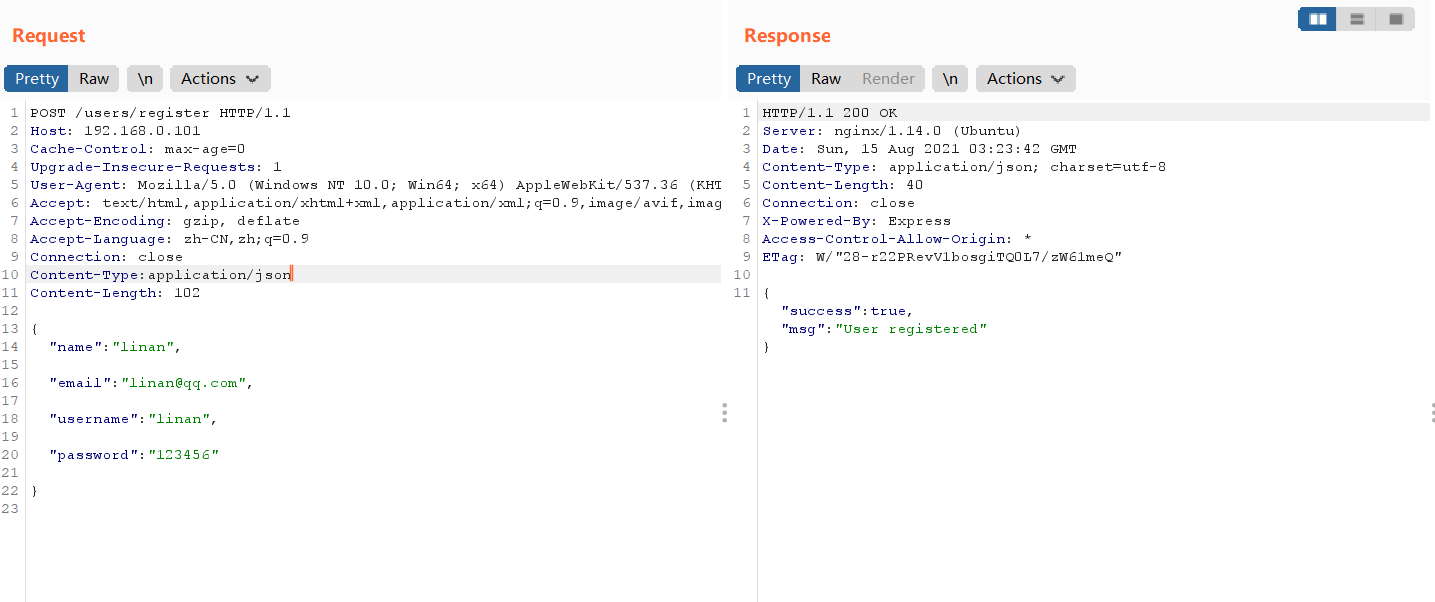 Request
Pretty Raw \n Actions
1 POST /users/register HTTP/1.1
2 Host: 192.168.0.101
3 Cache-Control: max-age=0
4 Upgrade-Insecure-Requests: 1
5 User-Agent: Mozilla/5.0 (Windows NT 10.0; Win64; x64) AppleWebKit/537.36 (KHT
6 Accept: text/html,application/xhtml+xml,application/xml;q=0.9,image/avif,imag
7 Accept-Encoding: gzip, deflate
8 Accept-Language: zh-CN,zh;q=0.9
9 Connection: close
10 Content-Type:application/json
11 Content-Length: 102
12
13 {
14 "name":"linan",
15
16 "email":"linan@qq.com",
17
18 "username":"linan",
19
20 "password":"123456"
21
22 }
23
Response
Pretty Raw Render \n Actions
1 HTTP/1.1 200 OK
2 Server: nginx/1.14.0 (Ubuntu)
3 Date: Sun, 15 Aug 2021 03:23:42 GMT
4 Content-Type: application/json; charset=utf-8
5 Content-Length: 40
6 Connection: close
7 X-Powered-By: Express
8 Access-Control-Allow-Origin: *
9 ETag: W/"28-r22PRevV1bosgiTQ0L7/zW61meQ"
10
11 {
"success":true,
"msg":"User registered"
}